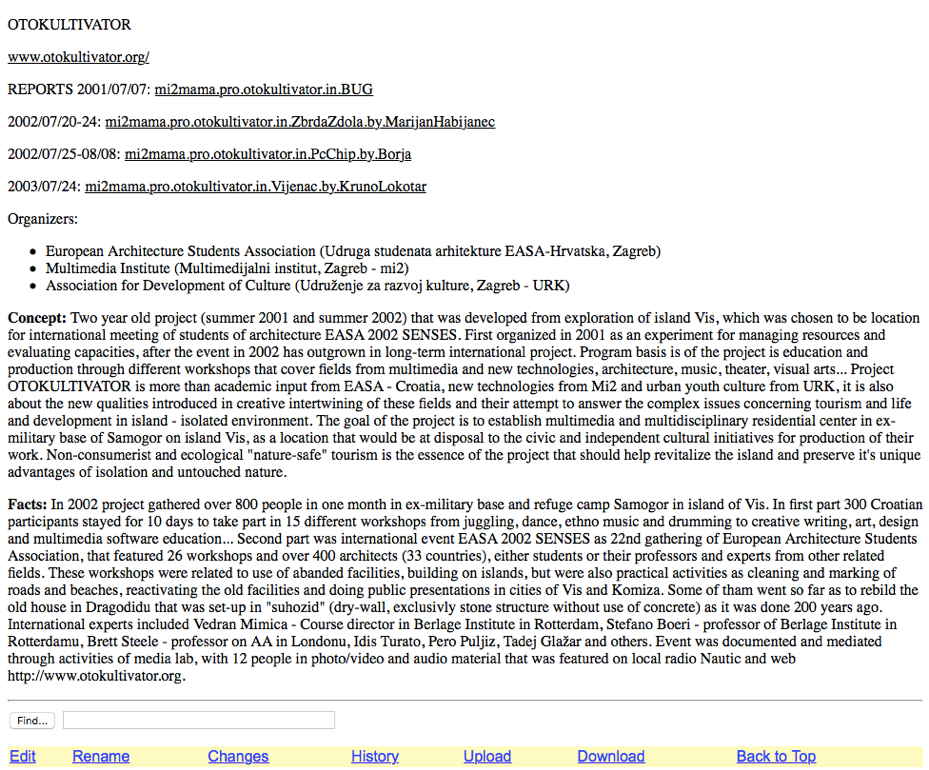 OTOKULTIVATOR
www.otokultivator.org/
REPORTS 2001/07/07: mi2mama.pro.otokultivator.in.BUG
2002/07/20-24: mi2mama.pro.otokultivator.in.ZbrdaZdola.by.MarijanHabijanec
2002/07/25-08/08: mi2mama.pro.otokultivator.in.PcChip.by.Borja
2003/07/24: mi2mama.pro.otokultivator.in.Vijenac.by.KrunoLokotar
Organizers:
• European Architecture Students Association (Udruga studenata arhitekture EASA-Hrvatska, Zagreb)
• Multimedia Institute (Multimedijalni institut, Zagreb - mi2)
• Association for Development of Culture (Udruženje za razvoj kulture, Zagreb - URK)
Concept: Two year old project (summer 2001 and summer 2002) that was developed from exploration of island Vis, which was chosen to be location
for international meeting of students of architecture EASA 2002 SENSES. First organized in 2001 as an experiment for managing resources and
evaluating capacities, after the event in 2002 has outgrown in long-term international project. Program basis is of the project is education and
production through different workshops that cover fields from multimedia and new technologies, architecture, music, theater, visual arts... Project
OTOKULTIVATOR is more than academic input from EASA - Croatia, new technologies from Mi2 and urban youth culture from URK, it is also
about the new qualities introduced in creative intertwining of these fields and their attempt to answer the complex issues concerning tourism and life
and development in island - isolated environment. The goal of the project is to establish multimedia and multidisciplinary residential center in ex-
military base of Samogor on island Vis, as a location that would be at disposal to the civic and independent cultural initiatives for production of their
work. Non-consumerist and ecological "nature-safe" tourism is the essence of the project that should help revitalize the island and preserve it's unique
advantages of isolation and untouched nature.
Facts: In 2002 project gathered over 800 people in one month in ex-military base and refuge camp Samogor in island of Vis. In first part 300 Croatian
participants stayed for 10 days to take part in 15 different workshops from juggling, dance, ethno music and drumming to creative writing, art, design
and multimedia software education... Second part was international event EASA 2002 SENSES as 22nd gathering of European Architecture Students
Association, that featured 26 workshops and over 400 architects (33 countries), either students or their professors and experts from other related
fields. These workshops were related to use of abanded facilities, building on islands, but were also practical activities as cleaning and marking of
roads and beaches, reactivating the old facilities and doing public presentations in cities of Vis and Komiza. Some of tham went so far as to rebild the
old house in Dragodidu that was set-up in "suhozid" (dry-wall, exclusivly stone structure without use of concrete) as it was done 200 years ago.
International experts included Vedran Mimica - Course director in Berlage Institute in Rotterdam, Stefano Boeri - professor of Berlage Institute in
Rotterdamu, Brett Steele - professor on AA in Londonu, Idis Turato, Pero Puljiz, Tadej Glažar and others. Event was documented and mediated
through activities of media lab, with 12 people in photo/video and audio material that was featured on local radio Nautic and web
http://www.otokultivator.org.
Find...
Edit Rename Changes History Upload Download Back to Top